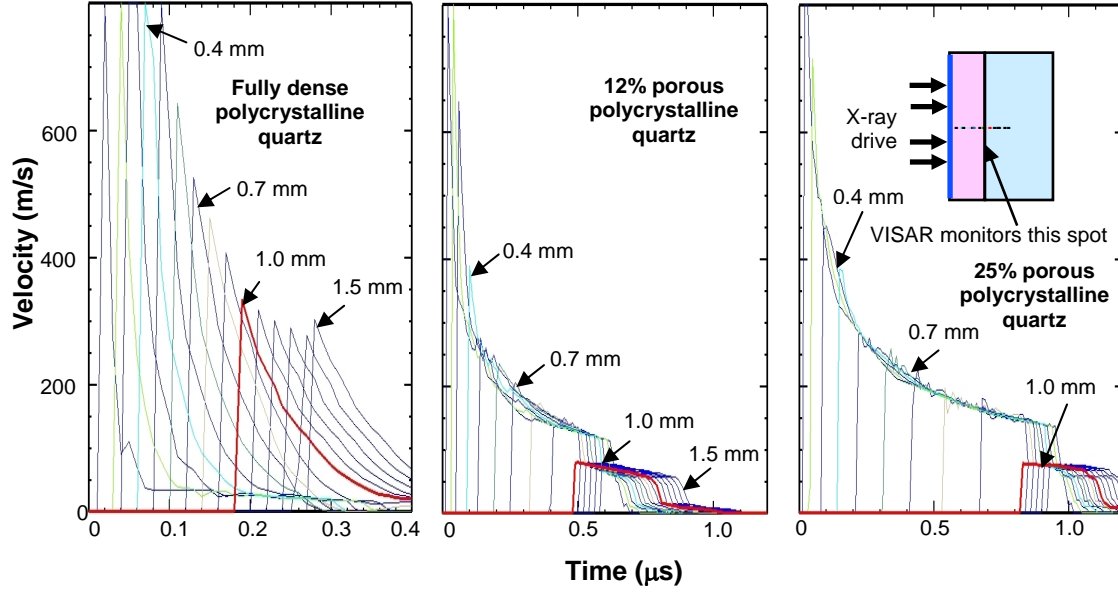 Velocity (m/s)
600
400
200
0
0.4 mm
Fully dense
polycrystalline
quartz
0.7 mm
1.0 mm
1.5 mm
0
0.1
0.2
0.3
0.4
12% porous
polycrystalline
quartz
0.4 mm
0.7 mm
1.0 mm
1.5 mm
0
0.5
1.0
X-ray
drive
0.4 mm
VISAR monitors this spot
25% porous
polycrystalline
quartz
0.7 mm
1.0 mm
0
0.5
1.0
Time (μs)